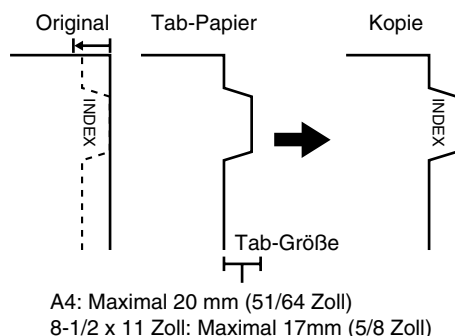 Original Tab-Papier Kopie
INDEX INDEX
Tab-Größe
A4: Maximal 20 mm (51/64 Zoll)
8-1/2 x 11 Zoll: Maximal 17mm (5/8 Zoll)